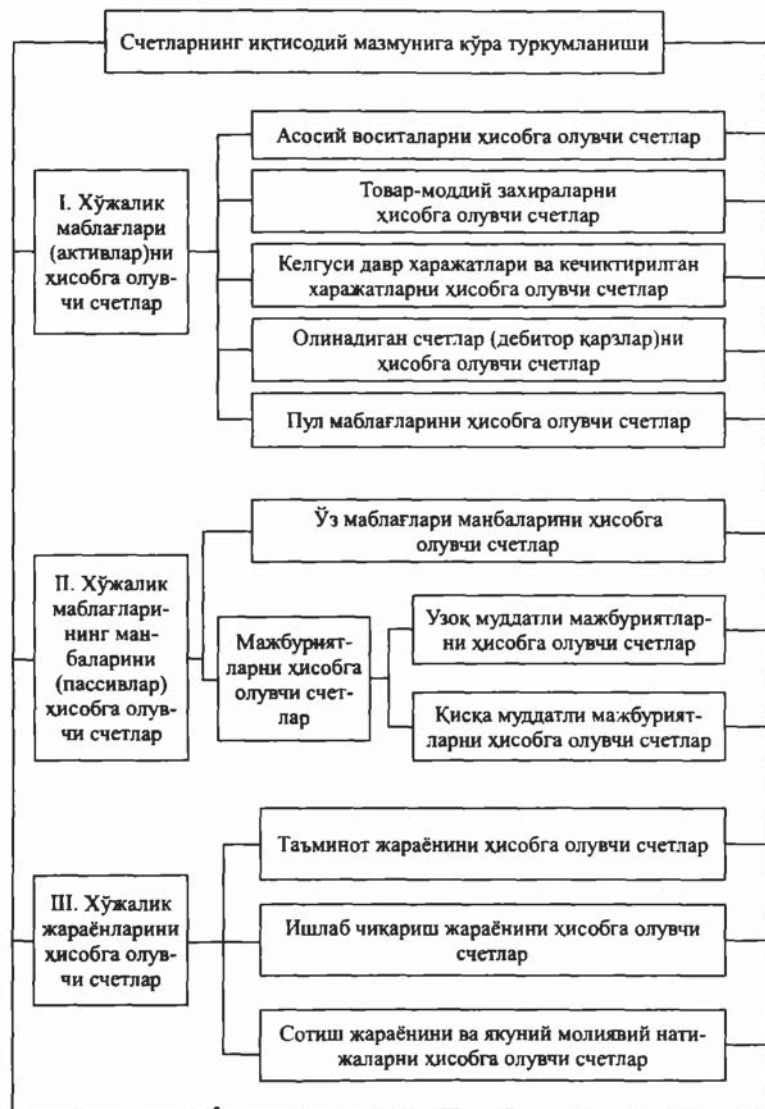 Счетларнинг иқтисодий мазмунига кўра туркумланиши
I. Хўжалик
маблағлари
(активлар)ни
ҳисобга олув-
чи счетлар
Асосий воситаларни ҳисобга олувчи счетлар
Товар-моддий захираларни
ҳисобга олувчи счетлар
Келгуси давр харажатлари ва кечиктирилган
харажатларни ҳисобга олувчи счетлар
Олинадиган счетлар (дебитор қарзлар)ни
ҳисобга олувчи счетлар
Пул маблағларини ҳисобга олувчи счетлар
II. Хўжалик
маблағлари-
нинг ман-
баларини
(пассивлар)
ҳисобга олув-
чи счетлар
Ўз маблағлари манбаларини ҳисобга
олувчи счетлар
Мажбурият-
ларни ҳисобга
олувчи счет-
лар
Узоқ муддатли мажбуриятлар-
ни ҳисобга олувчи счетлар
Қисқа муддатли мажбурият-
ларни ҳисобга олувчи счетлар
III. Хўжалик
жараёнларини
ҳисобга олув-
чи счетлар
Таъминот жараёнини ҳисобга олувчи счетлар
Ишлаб чиқариш жараёнини ҳисобга олувчи
счетлар
Сотиш жараёнини ва якуний молиявий нати-
жаларни ҳисобга олувчи счетлар